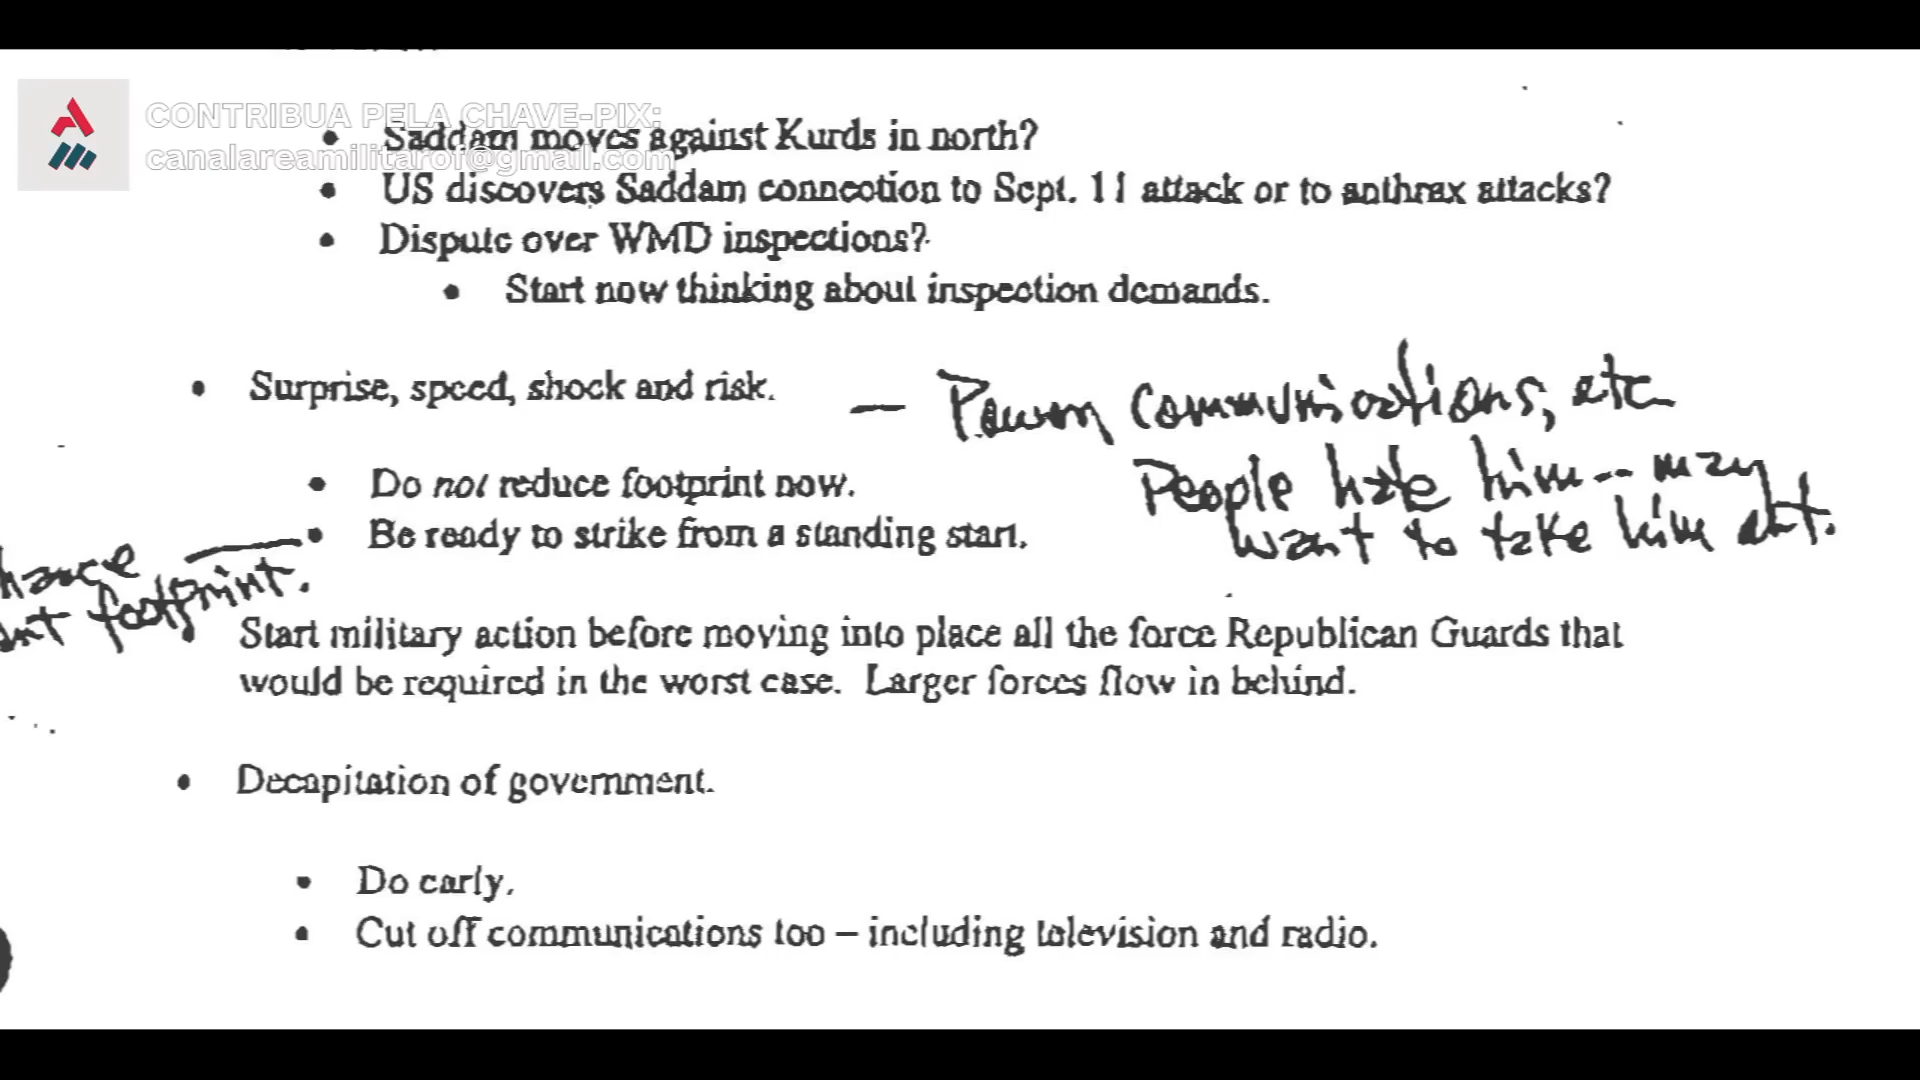 CONTRIBUA PELA CHAVE-PIX:
canalareamilitarof@gmail.com
• Saddam moves against Kurds in north?
• US discovers Saddam connection to Sept. 11 attack or to anthrax attacks?
• Dispute over WMD inspections?
• Start now thinking about inspection demands.
• Surprise, speed, shock and risk.
— communications, etc
People hate him -- may
want to take him out.
• Do not reduce footprint now.
• Be ready to strike from a standing start.
footprint.
Start military action before moving into place all the force Republican Guards that
would be required in the worst case. Larger forces flow in behind.
• Decapitation of government.
• Do early.
• Cut off communications too – including television and radio.